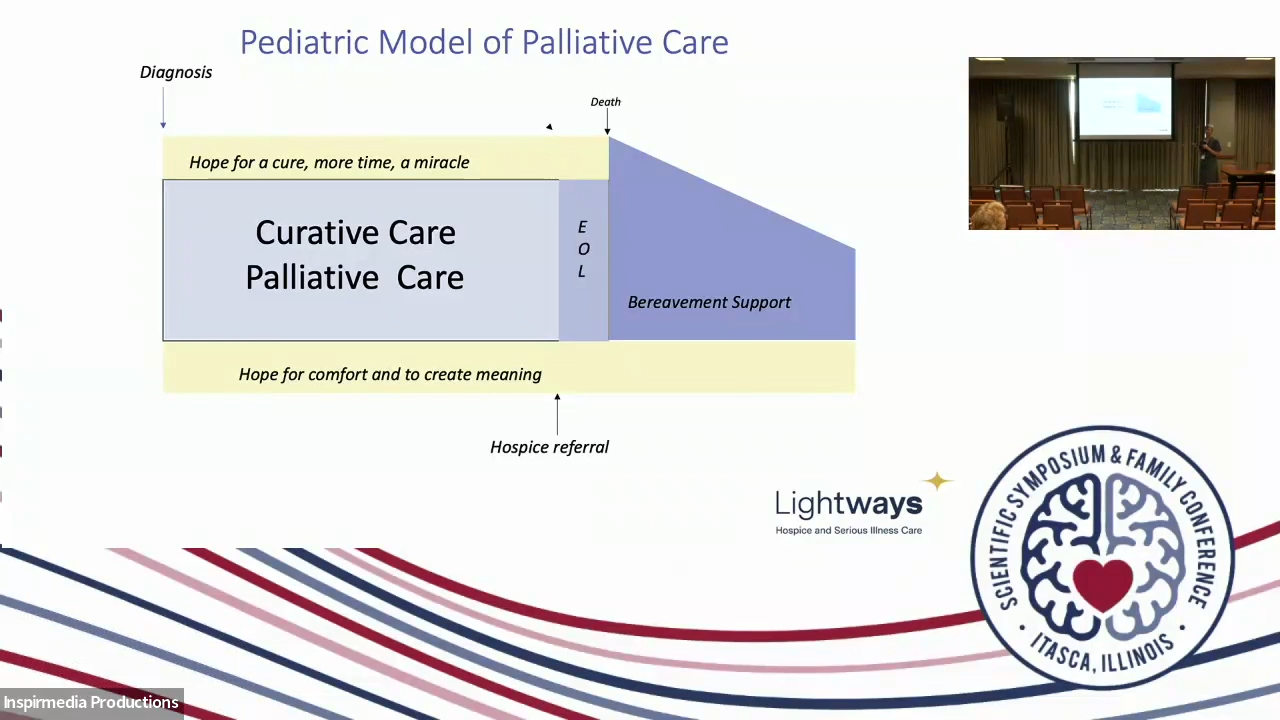 Pediatric Model of Palliative Care
Diagnosis
Death
Hope for a cure, more time, a miracle
Curative Care
Palliative Care
E
O
L
Bereavement Support
Hope for comfort and to create meaning
Hospice referral
Lightways
Hospice and Serious Illness Care
SCIENTIFIC SYMPOSIUM & FAMILY CONFERENCE
• ITASCA, ILLINOIS •
Inspirmedia Productions